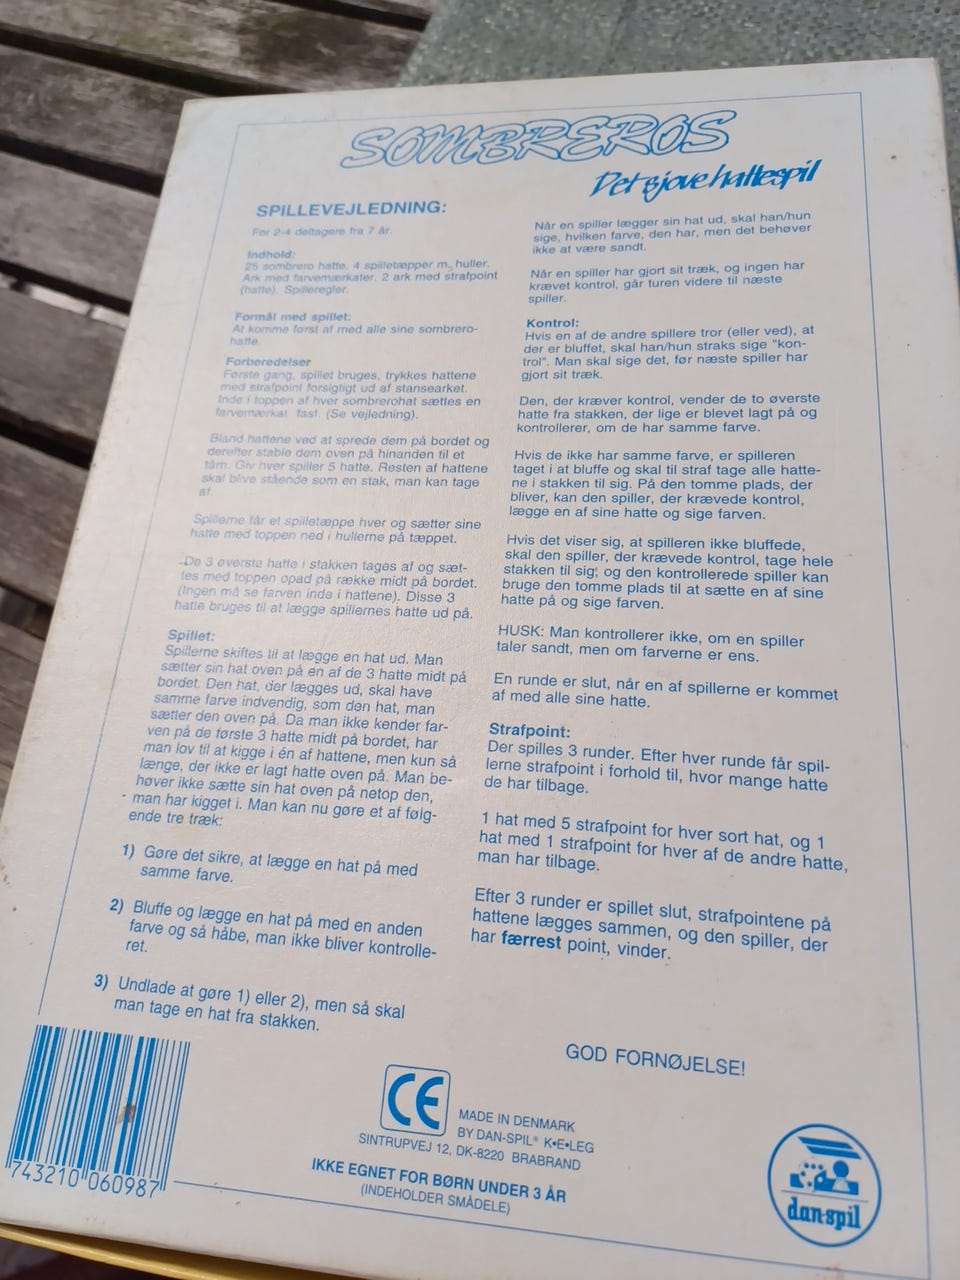 SOMBREROS
Det sjove hattespil
SPILLEVEJLEDNING:
For 2-4 deltagere fra 7 år.
Indhold:
25 sombrero hatte. 4 spilletæpper m. huller.
Ark med farvemærkater. 2 ark med strafpoint
(hatte). Spilleregler.
Formål med spillet:
At komme først af med alle sine sombrero-
hatte.
Forberedelser
Første gang, spillet bruges, trykkes hattene
med strafpoint forsigtigt ud af stansearket.
Inde i toppen af hver sombrerohat sættes en
farvemærkat fast. (Se vejledning).
Bland hattene ved at sprede dem på bordet og
derefter stable dem oven på hinanden til et
tårn. Giv hver spiller 5 hatte. Resten af hattene
skal blive stående som en stak, man kan tage
af.
Spillerne får et spilletæppe hver og sætter sine
hatte med toppen ned i hullerne på tæppet.
De 3 øverste hatte i stakken tages af og sæt-
tes med toppen opad på række midt på bordet.
(Ingen må se farven inde i hattene). Disse 3
hatte bruges til at lægge spillernes hatte ud på.
Spillet:
Spillerne skiftes til at lægge en hat ud. Man
sætter sin hat oven på en af de 3 hatte midt på
bordet. Den hat, der lægges ud, skal have
samme farve indvendig, som den hat, man
sætter den oven på. Da man ikke kender far-
ven på de første 3 hatte midt på bordet, har
man lov til at kigge i én af hattene, men kun så
længe, der ikke er lagt hatte oven på. Man be-
høver ikke sætte sin hat oven på netop den,
man har kigget i. Man kan nu gøre et af følg-
ende tre træk:
1) Gøre det sikre, at lægge en hat på med
samme farve.
2) Bluffe og lægge en hat på med en anden
farve og så håbe, man ikke bliver kontrolle-
ret.
3) Undlade at gøre 1) eller 2), men så skal
man tage en hat fra stakken.
Når en spiller lægger sin hat ud, skal han/hun
sige, hvilken farve, den har, men det behøver
ikke at være sandt.
Når en spiller har gjort sit træk, og ingen har
krævet kontrol, går turen videre til næste
spiller.
Kontrol:
Hvis en af de andre spillere tror (eller ved), at
der er bluffet, skal han/hun straks sige "kon-
trol". Man skal sige det, før næste spiller har
gjort sit træk.
Den, der kræver kontrol, vender de to øverste
hatte fra stakken, der lige er blevet lagt på og
kontrollerer, om de har samme farve.
Hvis de ikke har samme farve, er spilleren
taget i at bluffe og skal til straf tage alle hatte-
ne i stakken til sig. På den tomme plads, der
bliver, kan den spiller, der krævede kontrol,
lægge en af sine hatte og sige farven.
Hvis det viser sig, at spilleren ikke bluffede,
skal den spiller, der krævede kontrol, tage hele
stakken til sig, og den kontrollerede spiller kan
bruge den tomme plads til at sætte en af sine
hatte på og sige farven.
HUSK: Man kontrollerer ikke, om en spiller
taler sandt, men om farverne er ens.
En runde er slut, når en af spillerne er kommet
af med alle sine hatte.
Strafpoint:
Der spilles 3 runder. Efter hver runde får spil-
lerne strafpoint i forhold til, hvor mange hatte
de har tilbage.
1 hat med 5 strafpoint for hver sort hat, og 1
hat med 1 strafpoint for hver af de andre hatte,
man har tilbage.
Efter 3 runder er spillet slut, strafpointene på
hattene lægges sammen, og den spiller, der
har færrest point, vinder.
GOD FORNØJELSE!
743210 060987
CE
MADE IN DENMARK
BY DAN-SPIL® K•E•LEG
SINTRUPVEJ 12, DK-8220 BRABRAND
IKKE EGNET FOR BØRN UNDER 3 ÅR
(INDEHOLDER SMÅDELE)
dan-spil